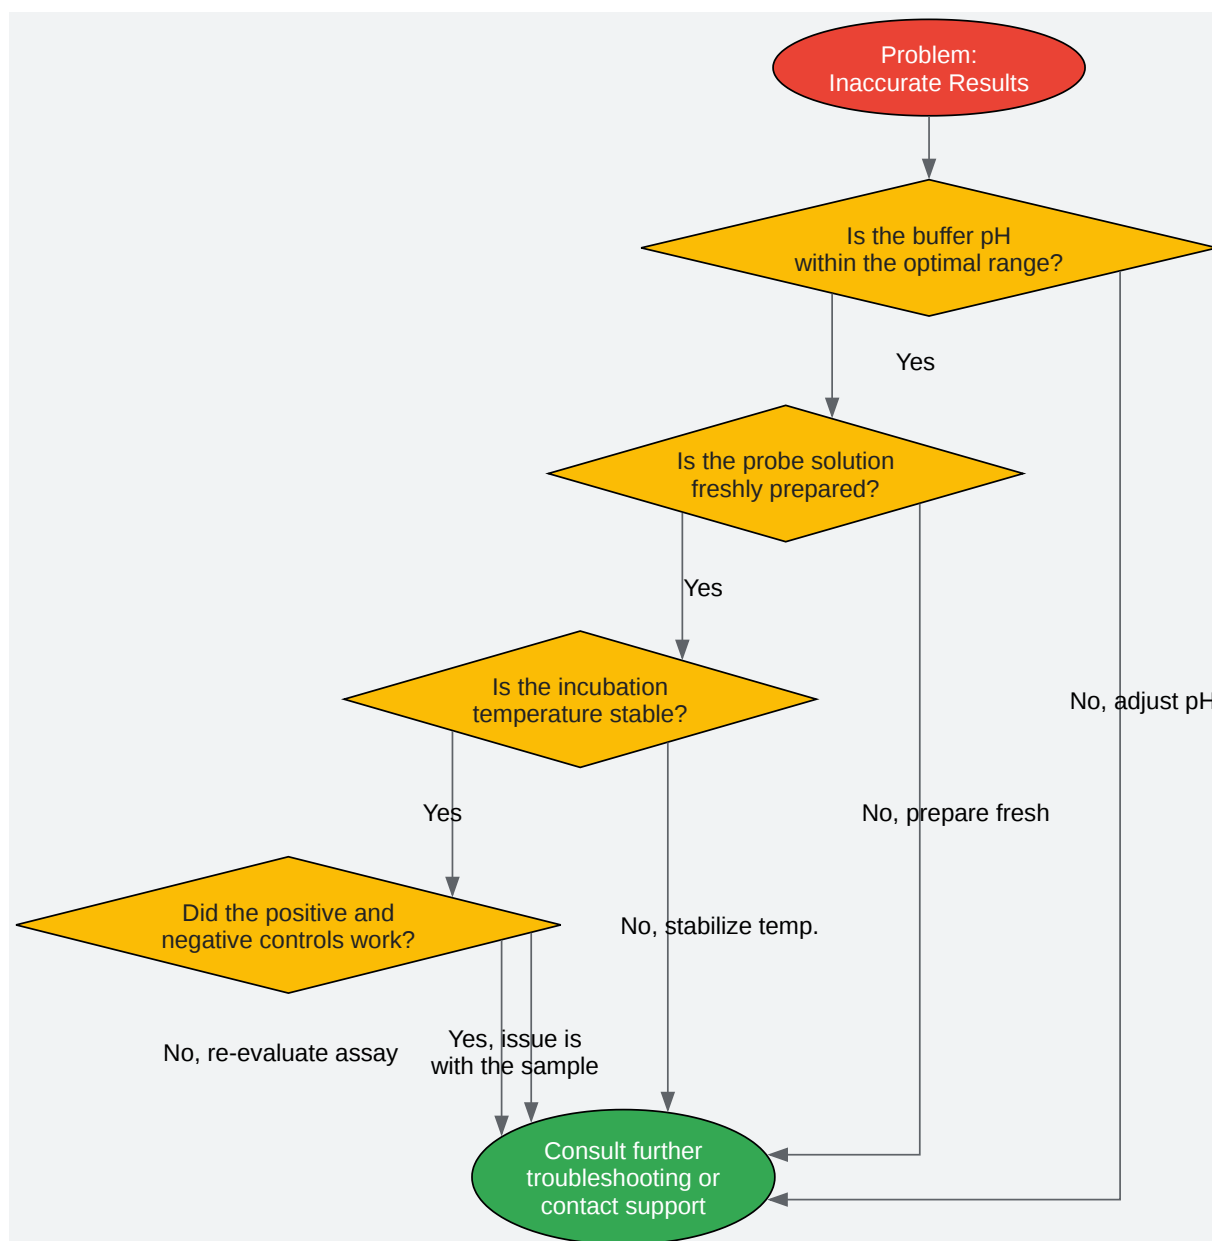 Problem:
Inaccurate Results
Is the buffer pH
within the optimal range?
Yes
Is the probe solution
freshly prepared?
Yes
Is the incubation
temperature stable?
No, adjust pH
Yes
No, prepare fresh
Did the positive and
negative controls work?
No, stabilize temp.
No, re-evaluate assay
Yes, issue is
with the sample
Consult further
troubleshooting or
contact support